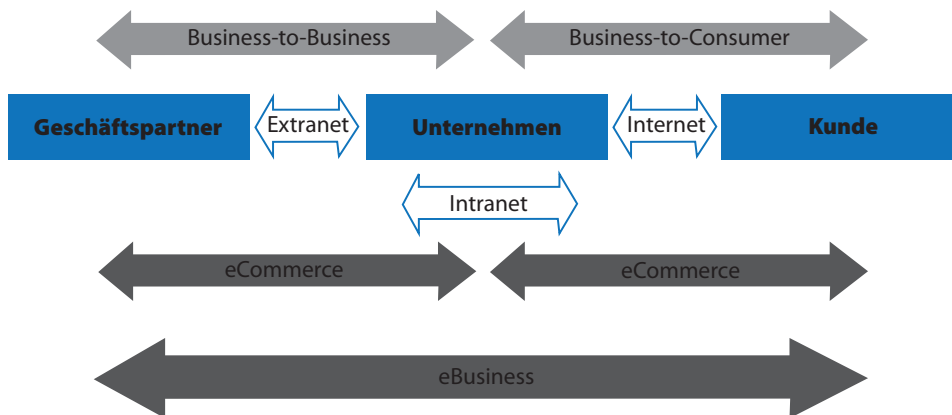 Business-to-Business
Business-to-Consumer
Geschäftspartner
Extranet
Unternehmen
Internet
Kunde
Intranet
eCommerce
eCommerce
eBusiness